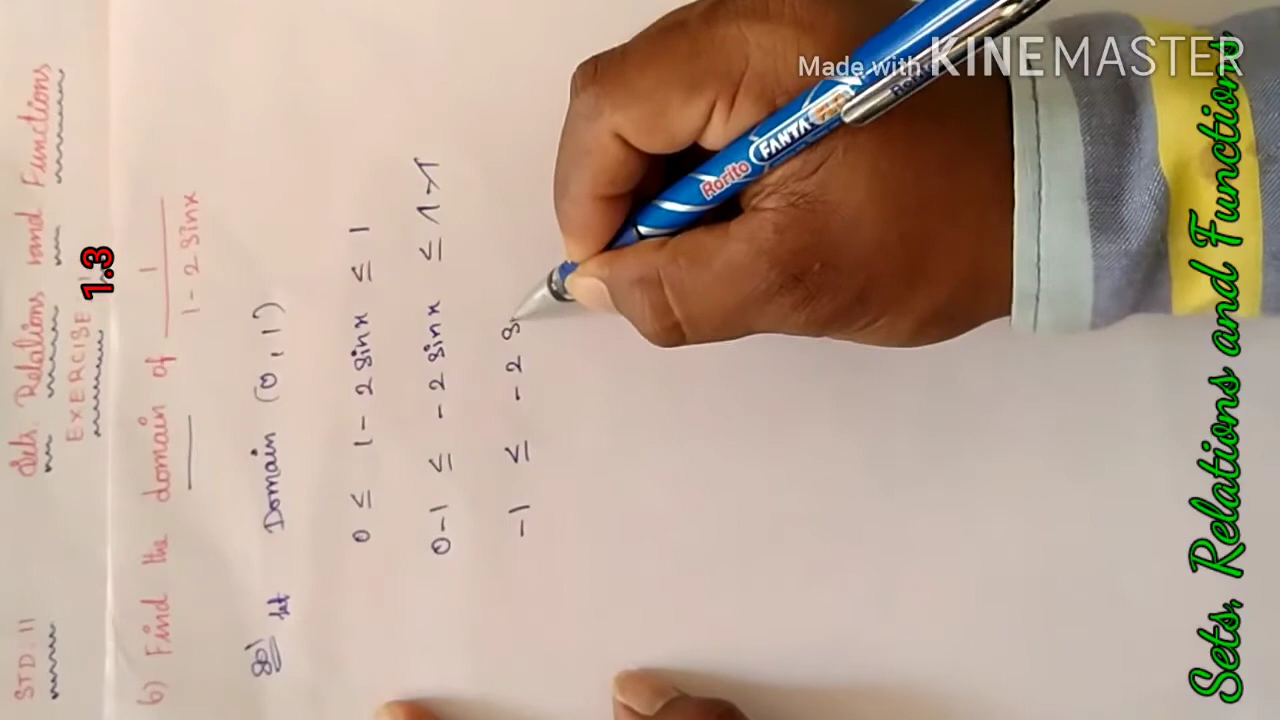 STD: 11 Sets Relations and Functions
EXERCISE 1.3
6) Find the domain of 1
1 - 2 sinx
Sol
let Domain (0, 1)
0 ≤ 1 - 2 sinx ≤ 1
0-1 ≤ - 2 sinx ≤ 1-1
-1 ≤ - 2 s
Rorito FANTA
Made with KINEMASTER
Sets, Relations and Functions